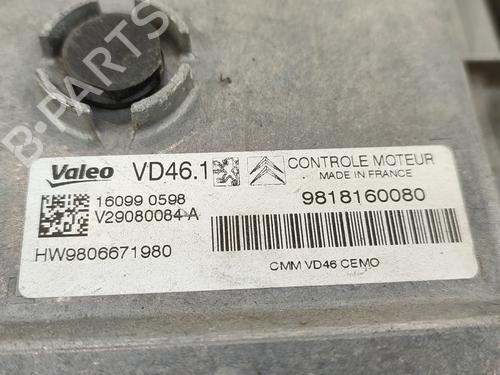 B-PARTS
Valeo VD46.1 CONTROLE MOTEUR
MADE IN FRANCE
16099 0598
V29080084-A
9818160080
HW9806671980
CMM VD46 CEMO